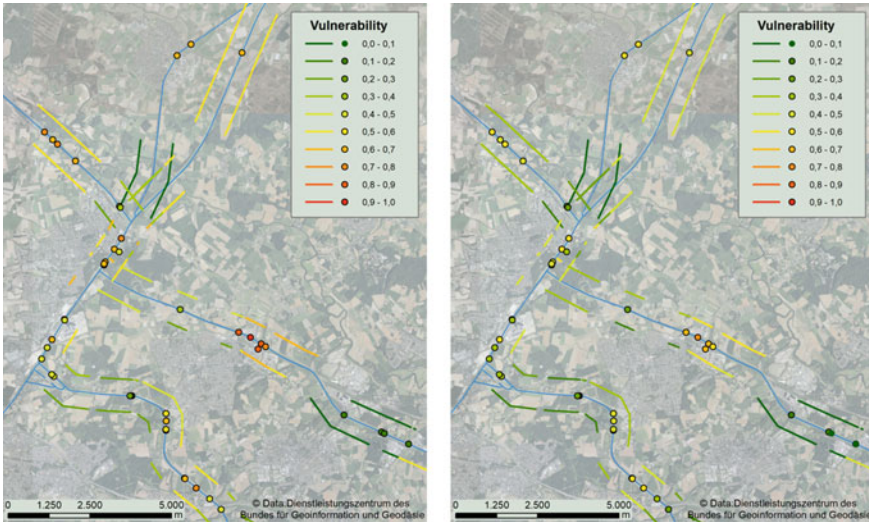 Vulnerability
0,0 - 0,1
0,1 - 0,2
0,2 - 0,3
0,3 - 0,4
0,4 - 0,5
0,5 - 0,6
0,6 - 0,7
0,7 - 0,8
0,8 - 0,9
0,9 - 1,0
0 1.250 2.500 5.000
m
© Data:Dienstleistungszentrum des
Bundes für Geoinformation und Geodäsie
Vulnerability
0,0 - 0,1
0,1 - 0,2
0,2 - 0,3
0,3 - 0,4
0,4 - 0,5
0,5 - 0,6
0,6 - 0,7
0,7 - 0,8
0,8 - 0,9
0,9 - 1,0
0 1.250 2.500 5.000
m
© Data:Dienstleistungszentrum des
Bundes für Geoinformation und Geodäsie